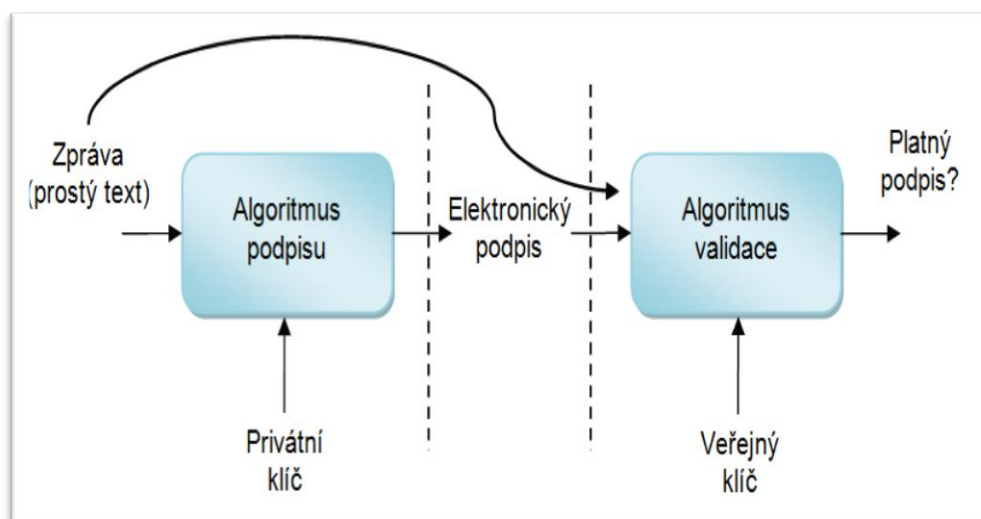 Zpráva
(prostý text)
Algoritmus
podpisu
Elektronický
podpis
Algoritmus
validace
Platný
podpis?
Privátní
klíč
Veřejný
klíč